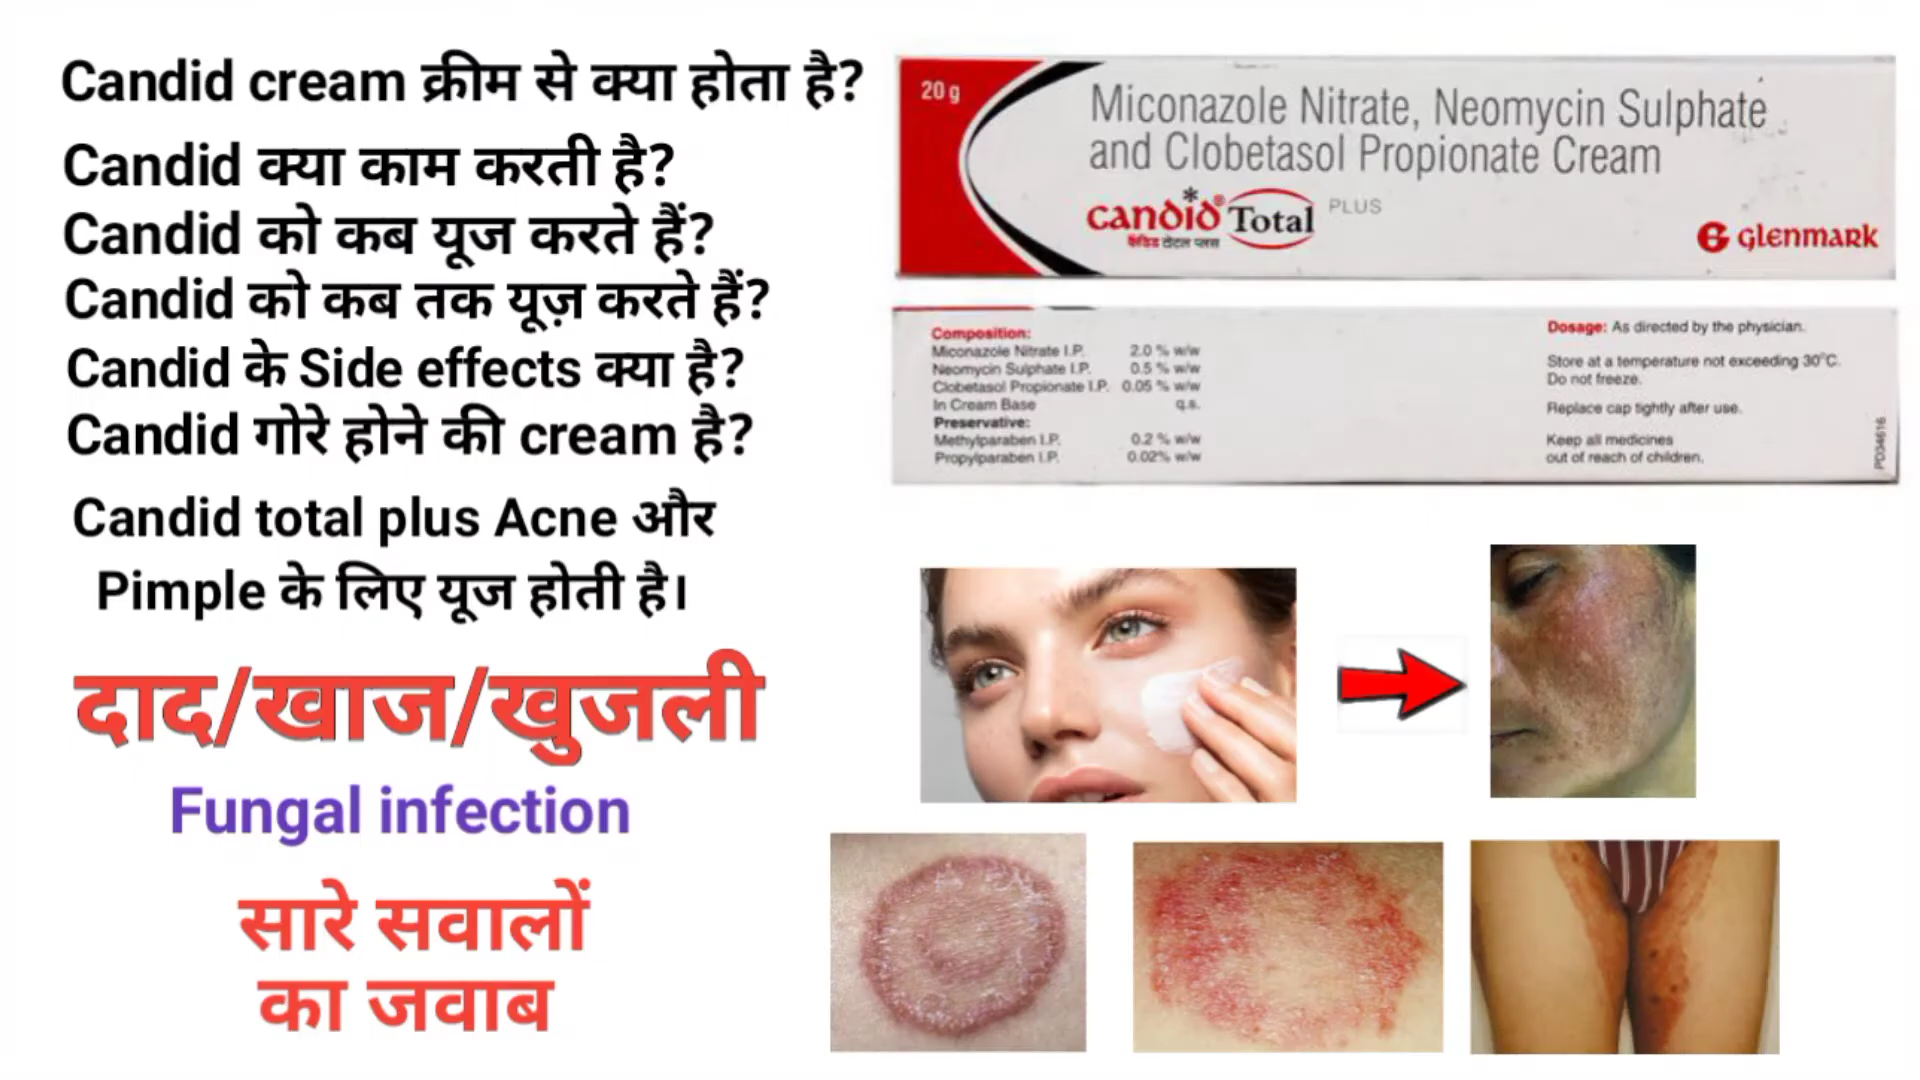 Candid cream क्रीम से क्या होता है?
Candid क्या काम करती है?
Candid को कब यूज करते हैं?
Candid को कब तक यूज़ करते हैं?
Candid के Side effects क्या है?
Candid गोरे होने की cream है?
Candid total plus Acne और
Pimple के लिए यूज होती है।
दाद/खाज/खुजली
Fungal infection
सारे सवालों
का जवाब
20 g
Miconazole Nitrate, Neomycin Sulphate
and Clobetasol Propionate Cream
candid* ® Total PLUS
कैंडिड टोटल प्लस
G glenmark
Composition:
Miconazole Nitrate I.P. 2.0 % w/w
Neomycin Sulphate I.P. 0.5 % w/w
Clobetasol Propionate I.P. 0.05 % w/w
In Cream Base q.s.
Preservative:
Methylparaben I.P. 0.2 % w/w
Propylparaben I.P. 0.02% w/w
Dosage: As directed by the physician.
Store at a temperature not exceeding 30°C.
Do not freeze.
Replace cap tightly after use.
Keep all medicines
out of reach of children.
PD34616